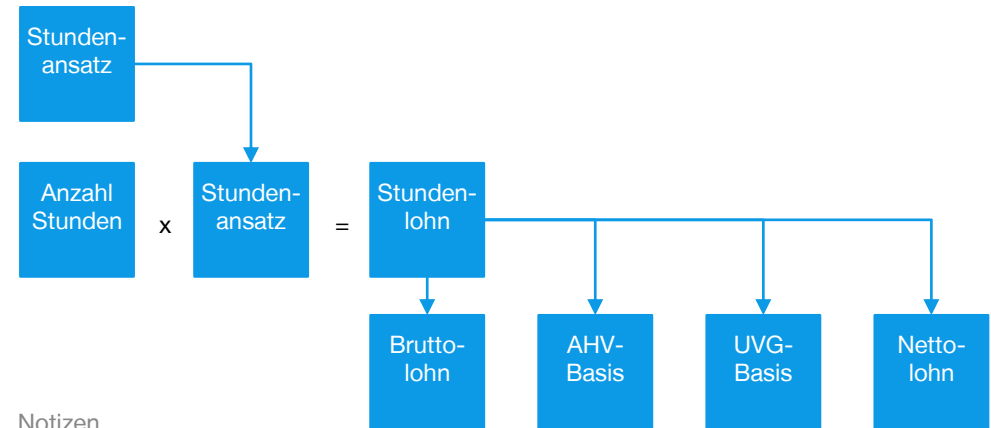 Stunden-
ansatz
Anzahl
Stunden
x
Stunden-
ansatz
=
Stunden-
lohn
Brutto-
lohn
AHV-
Basis
UVG-
Basis
Netto-
lohn
Notizen